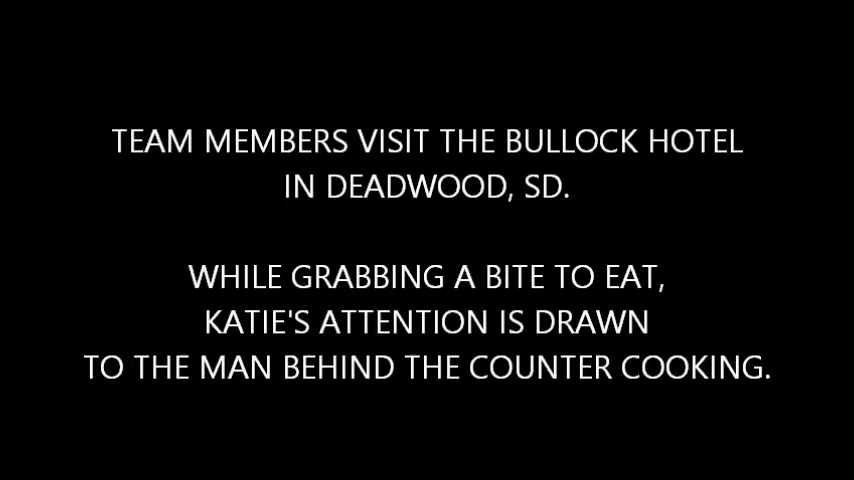 TEAM MEMBERS VISIT THE BULLOCK HOTEL
IN DEADWOOD, SD.
WHILE GRABBING A BITE TO EAT,
KATIE'S ATTENTION IS DRAWN
TO THE MAN BEHIND THE COUNTER COOKING.